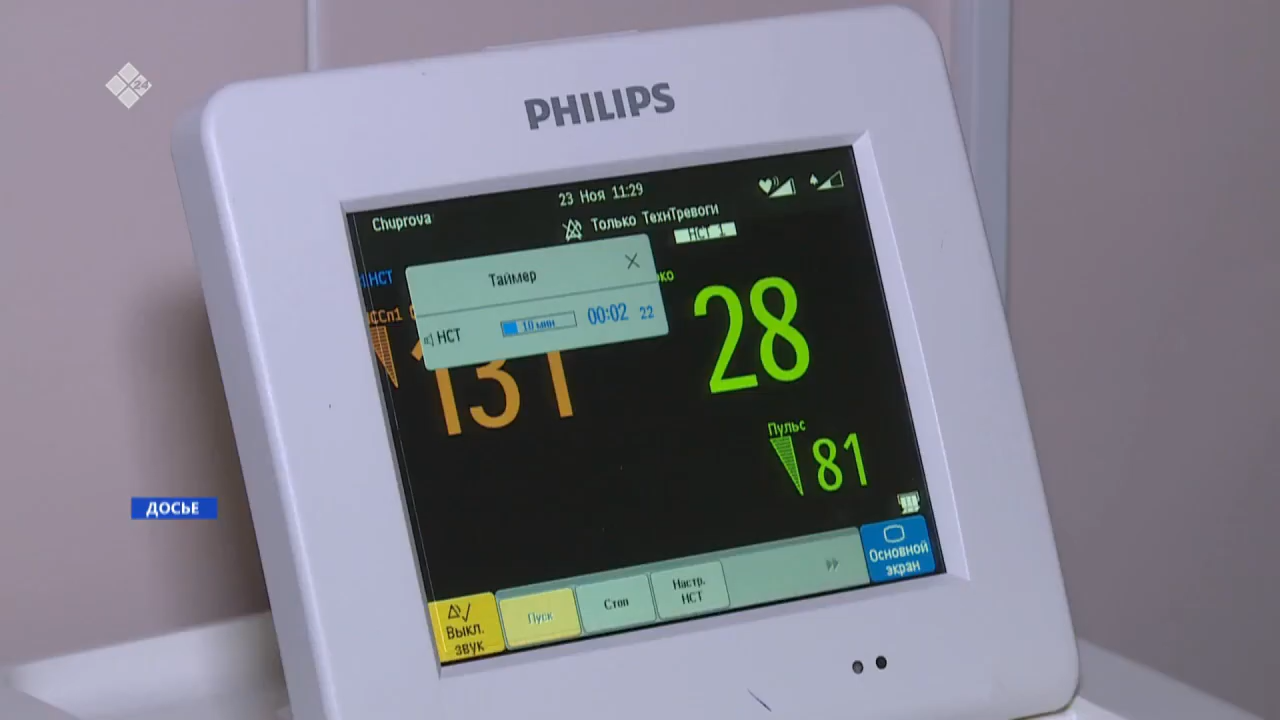 24
PHILIPS
Chuprova
23 Ноя 11:29
Только ТехнТревоги
НСТ 1
НСТ
Таймер
НСТ
10 мин
00:02 22
131
28
Пульс
81
ДОСЬЕ
Выкл.
звук
Пуск
Стоп
Настр.
НСТ
Основной
экран